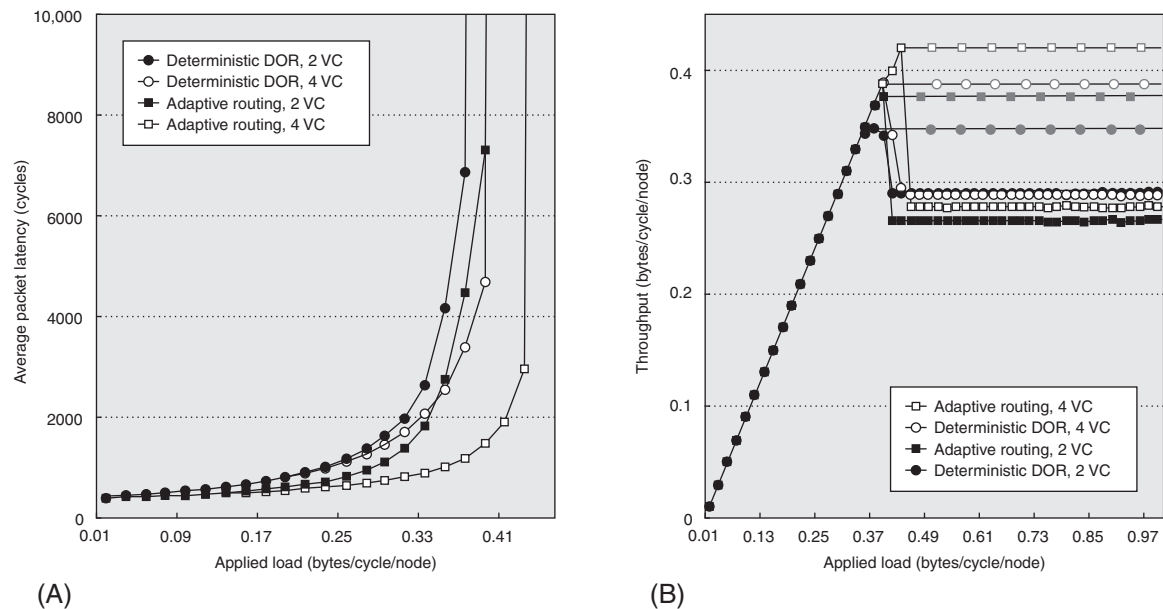 10,000
8000
6000
4000
2000
0
Average packet latency (cycles)
Deterministic DOR, 2 VC
Deterministic DOR, 4 VC
Adaptive routing, 2 VC
Adaptive routing, 4 VC
0.01 0.09 0.17 0.25 0.33 0.41
Applied load (bytes/cycle/node)
(A)
0.4
0.3
0.2
0.1
0
Throughput (bytes/cycle/node)
Adaptive routing, 4 VC
Deterministic DOR, 4 VC
Adaptive routing, 2 VC
Deterministic DOR, 2 VC
0.01 0.13 0.25 0.37 0.49 0.61 0.73 0.85 0.97
Applied load (bytes/cycle/node)
(B)